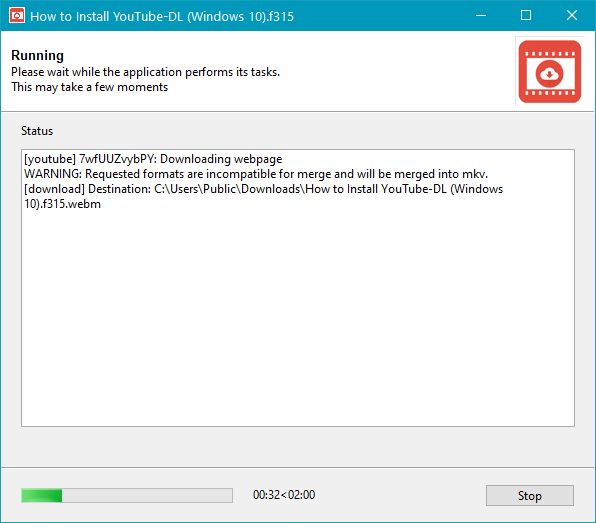 How to Install YouTube-DL (Windows 10).f315
Running
Please wait while the application performs its tasks.
This may take a few moments
Status
[youtube] 7wfUUZvybPY: Downloading webpage
WARNING: Requested formats are incompatible for merge and will be merged into mkv.
[download] Destination: C:\Users\Public\Downloads\How to Install YouTube-DL (Windows
10).f315.webm
00:32<02:00
Stop